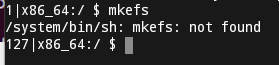 1|x86_64:/ $ mkefs
/system/bin/sh: mkefs: not found
127|x86_64:/ $